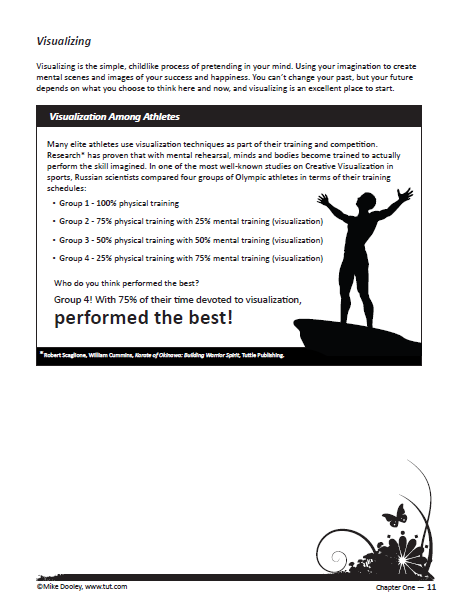 Visualizing
Visualizing is the simple, childlike process of pretending in your mind. Using your imagination to create
mental scenes and images of your success and happiness. You can't change your past, but your future
depends on what you choose to think here and now, and visualizing is an excellent place to start.
Visualization Among Athletes
Many elite athletes use visualization techniques as part of their training and competition.
Research* has proven that with mental rehearsal, minds and bodies become trained to actually
perform the skill imagined. In one of the most well-known studies on Creative Visualization in
sports, Russian scientists compared four groups of Olympic athletes in terms of their training
schedules:
• Group 1 - 100% physical training
• Group 2 - 75% physical training with 25% mental training (visualization)
• Group 3 - 50% physical training with 50% mental training (visualization)
• Group 4 - 25% physical training with 75% mental training (visualization)
Who do you think performed the best?
Group 4! With 75% of their time devoted to visualization,
performed the best!
*Robert Scaglione, William Cummins, Karate of Okinawa: Building Warrior Spirit, Tuttle Publishing.
©Mike Dooley, www.tut.com
Chapter One — 11